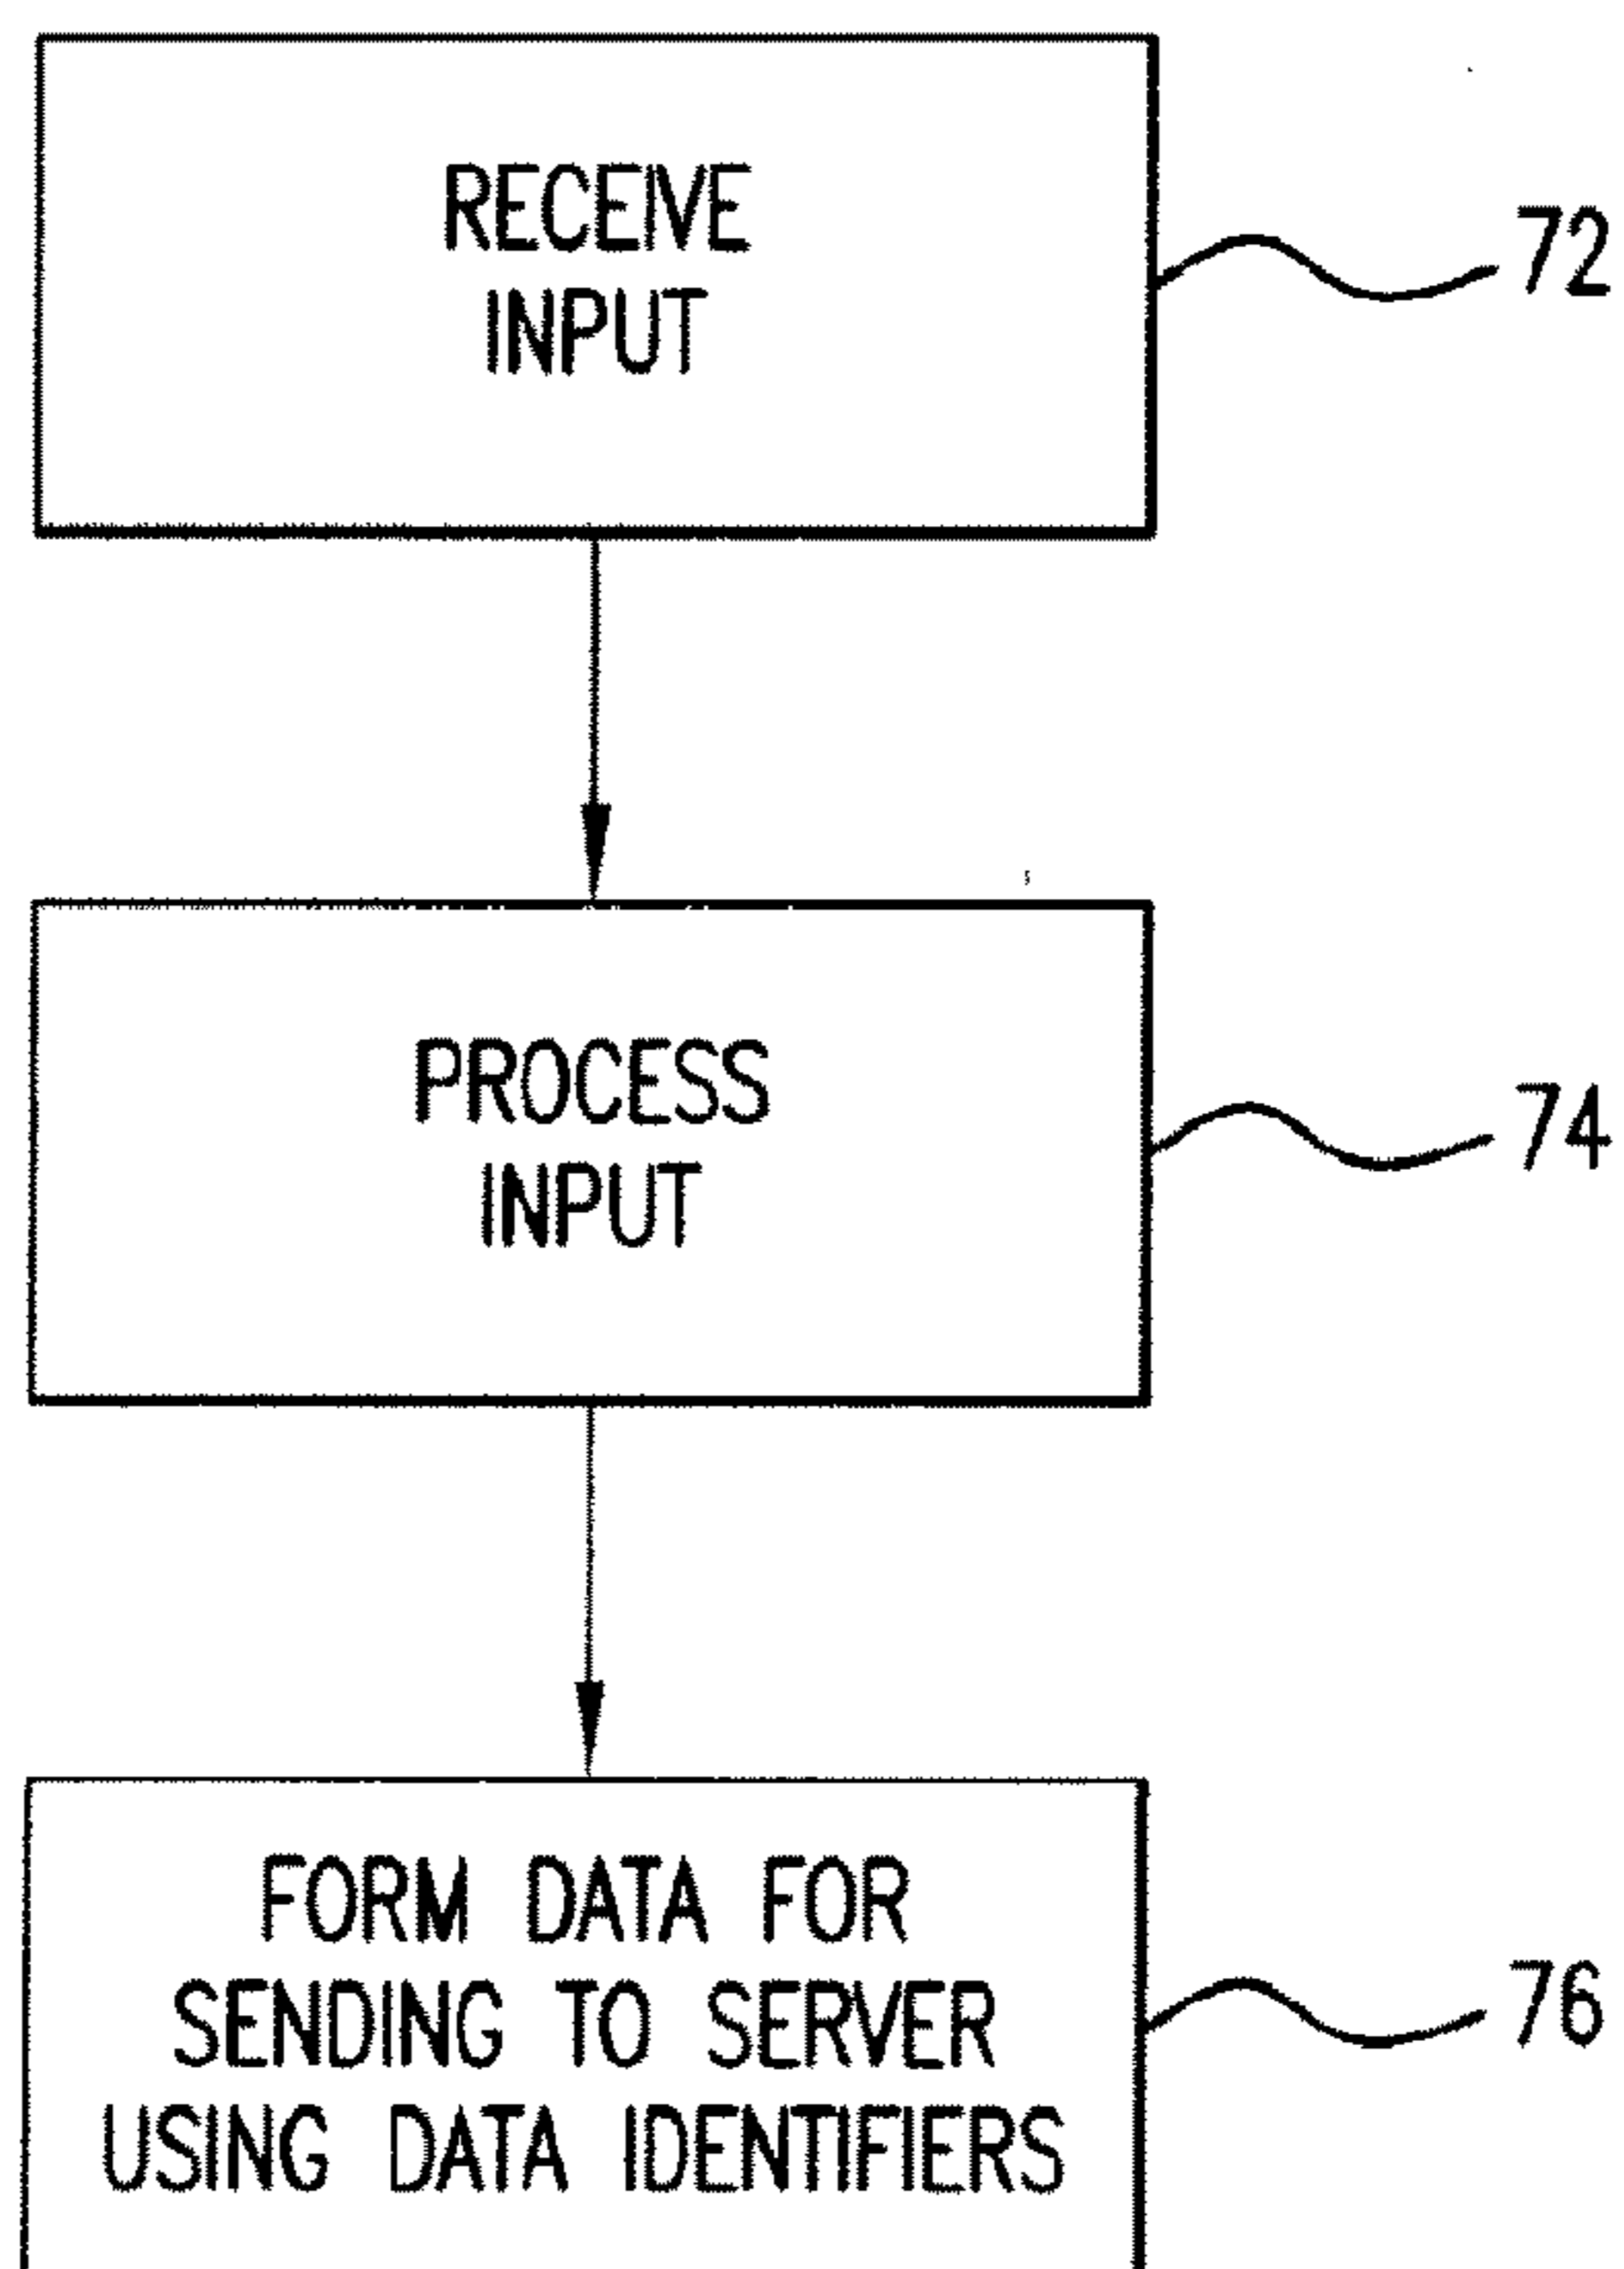 RECEIVE
INPUT
72
PROCESS
INPUT
74
FORM DATA FOR
SENDING TO SERVER
USING DATA IDENTIFIERS
76